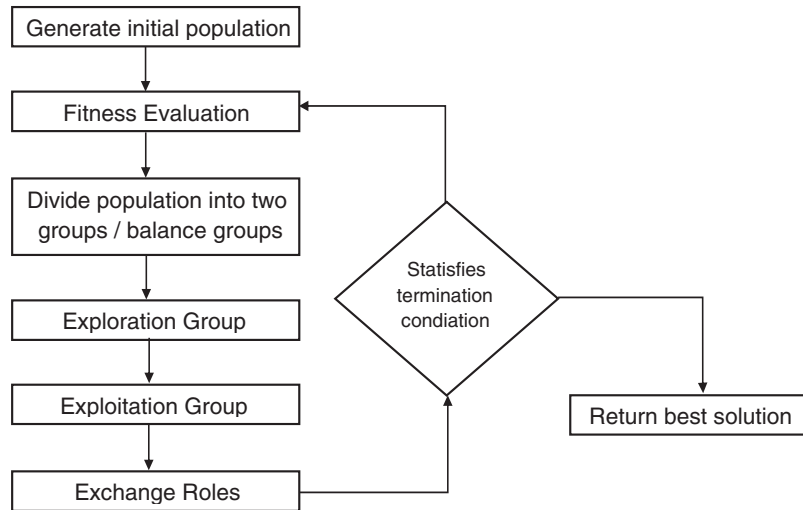 Generate initial population
Fitness Evaluation
Divide population into two
groups / balance groups
Exploration Group
Exploitation Group
Exchange Roles
Statisfies
termination
condiation
Return best solution